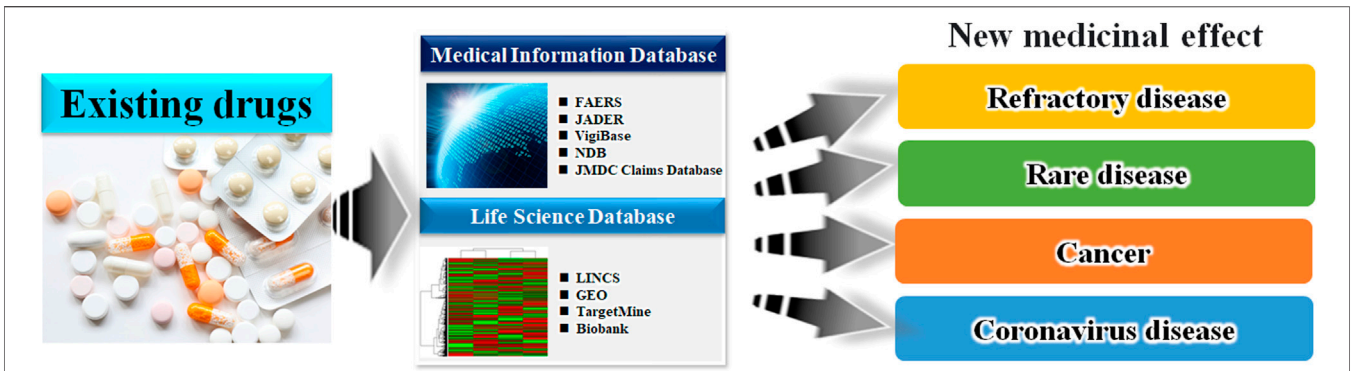 Existing drugs
Medical Information Database
■ FAERS
■ JADER
■ VigiBase
■ NDB
■ JMDC Claims Database
Life Science Database
■ LINCS
■ GEO
■ TargetMine
■ Biobank
New medicinal effect
Refractory disease
Rare disease
Cancer
Coronavirus disease